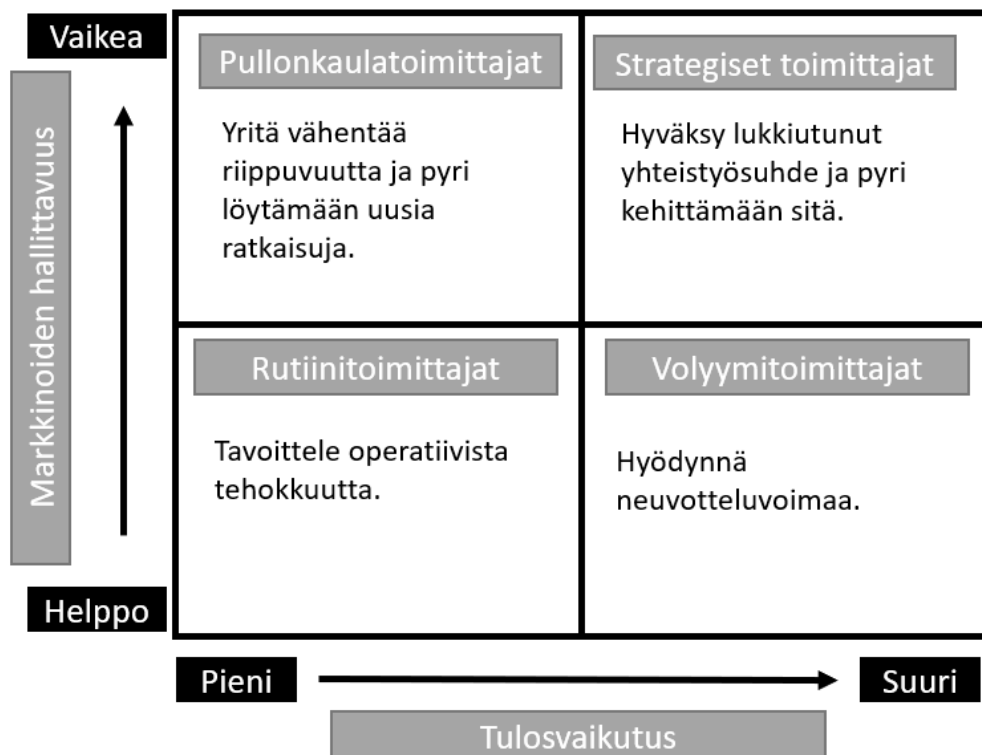 Vaikea
Markkinoiden hallittavuus
Helppo
Pullonkaulatoimittajat
Yritä vähentää
riippuvuutta ja pyri
löytämään uusia
ratkaisuja.
Strategiset toimittajat
Hyväksy lukkiutunut
yhteistyösuhde ja pyri
kehittämään sitä.
Rutiinitoimittajat
Tavoittele operatiivista
tehokkuutta.
Volyymitoimittajat
Hyödynnä
neuvotteluvoimaa.
Pieni
Suuri
Tulosvaikutus